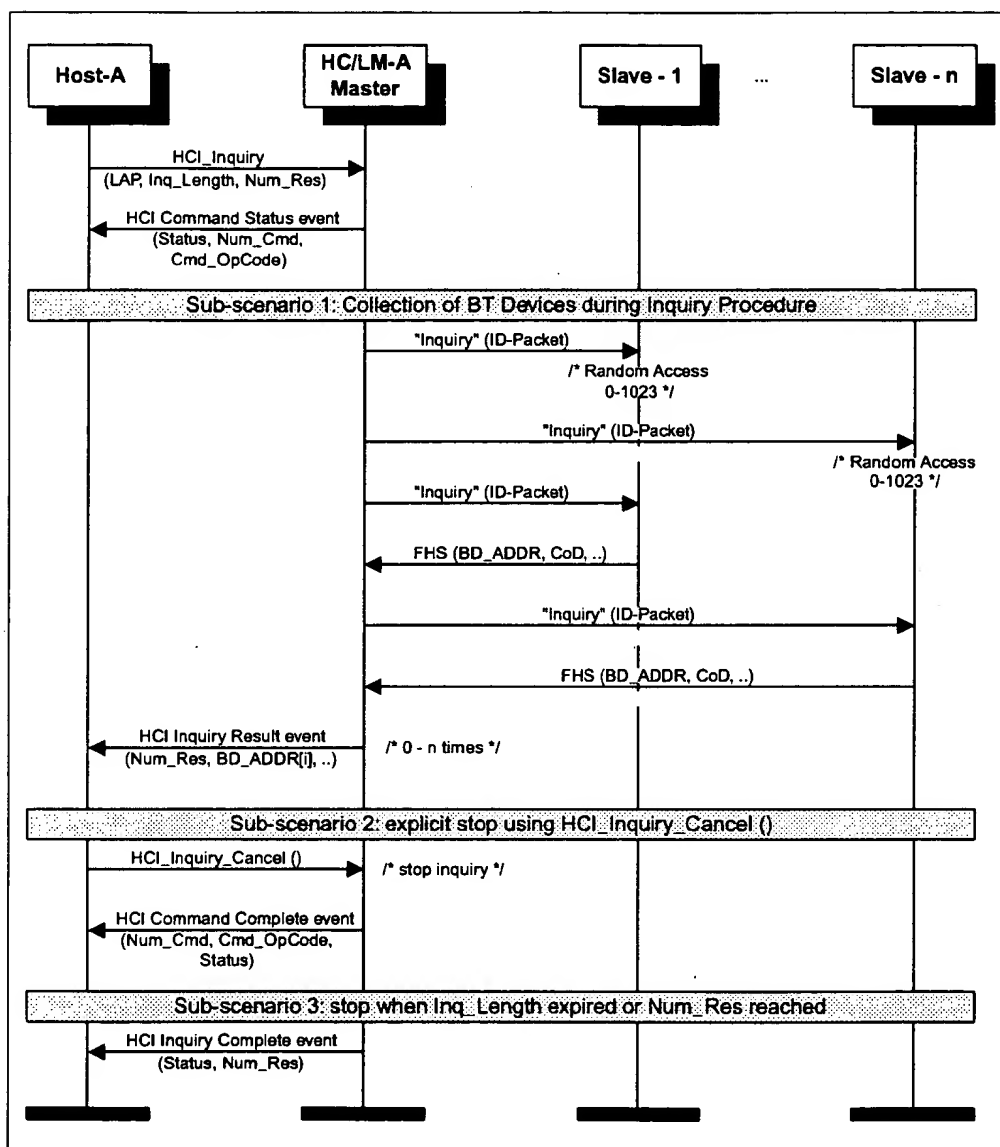 Host-A
HC/LM-A
Master
Slave - 1
...
Slave - n
HCI_Inquiry
(LAP, Inq_Length, Num_Res)
HCI Command Status event
(Status, Num_Cmd,
Cmd_OpCode)
Sub-scenario 1: Collection of BT Devices during Inquiry Procedure
"Inquiry" (ID-Packet)
/* Random Access
0-1023 */
"Inquiry" (ID-Packet)
/* Random Access
0-1023 */
"Inquiry" (ID-Packet)
FHS (BD_ADDR, CoD, ..)
"Inquiry" (ID-Packet)
FHS (BD_ADDR, CoD, ..)
HCI Inquiry Result event
(Num_Res, BD_ADDR[i], ..)
/* 0 - n times */
Sub-scenario 2: explicit stop using HCI_Inquiry_Cancel ()
HCI_Inquiry_Cancel ()
/* stop inquiry */
HCI Command Complete event
(Num_Cmd, Cmd_OpCode,
Status)
Sub-scenario 3: stop when Inq_Length expired or Num_Res reached
HCI Inquiry Complete event
(Status, Num_Res)